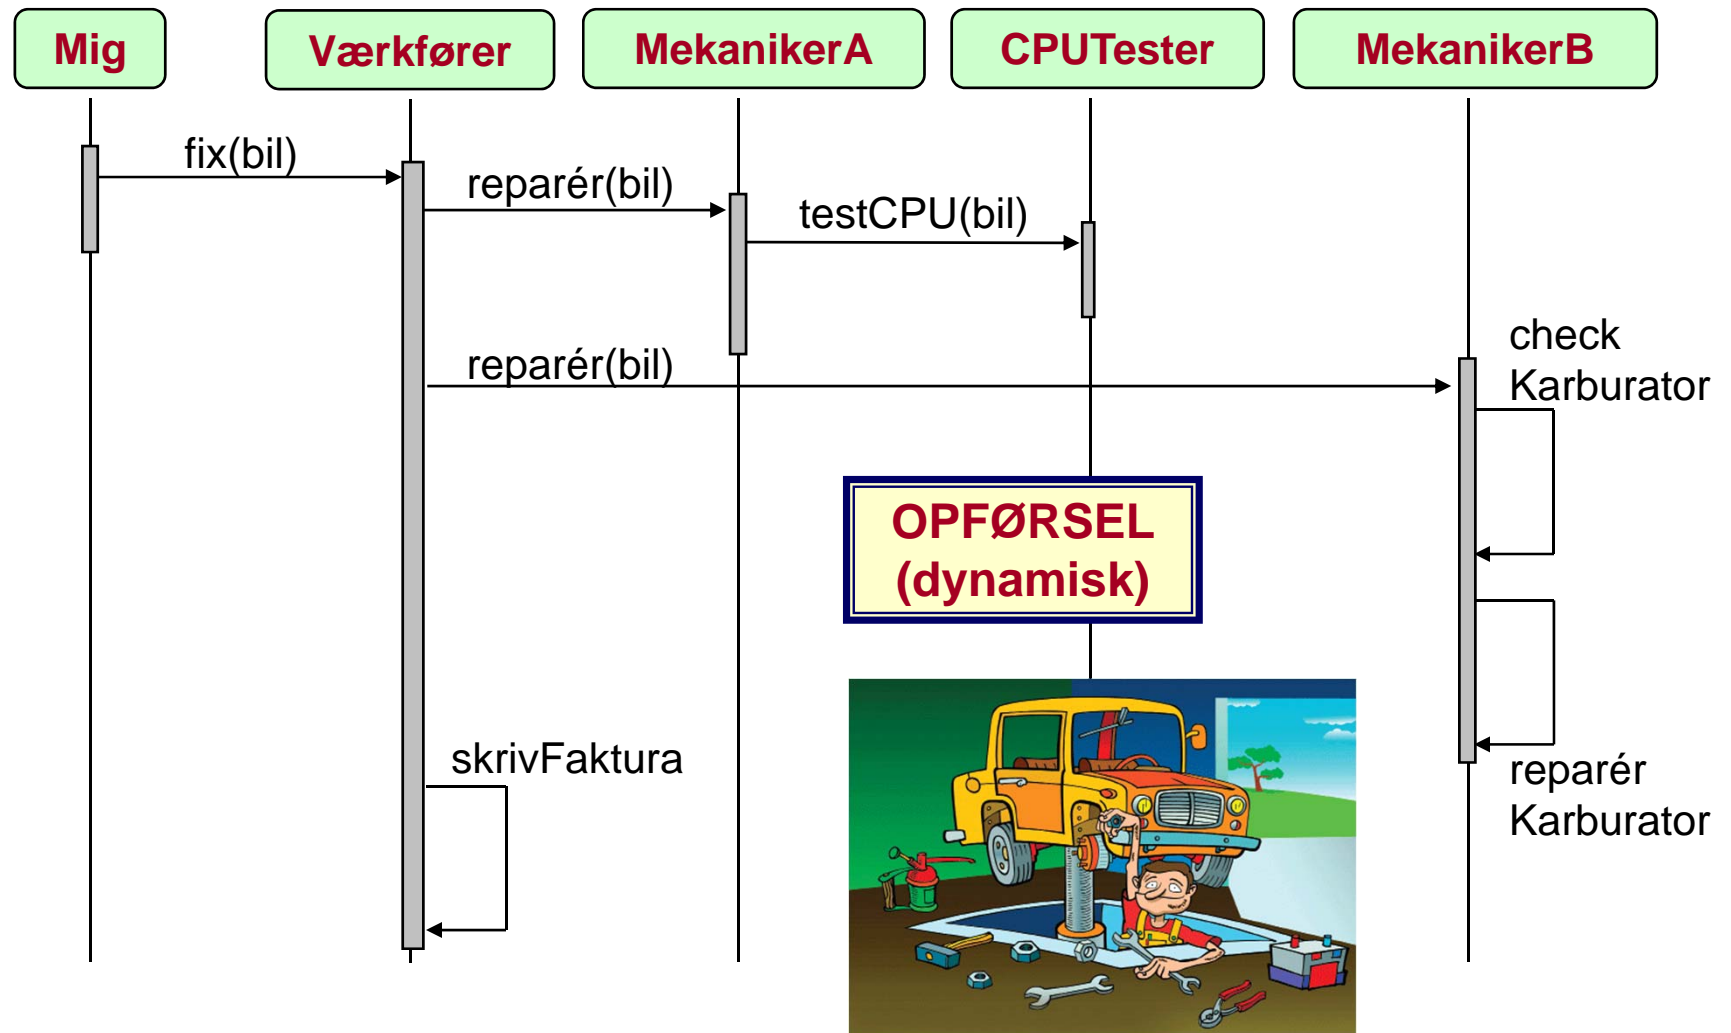 Mig
Værkfører
MekanikerA
CPUTester
MekanikerB
fix(bil)
reparér(bil)
testCPU(bil)
reparér(bil)
check
Karburator
OPFØRSEL
(dynamisk)
skrivFaktura
reparér
Karburator